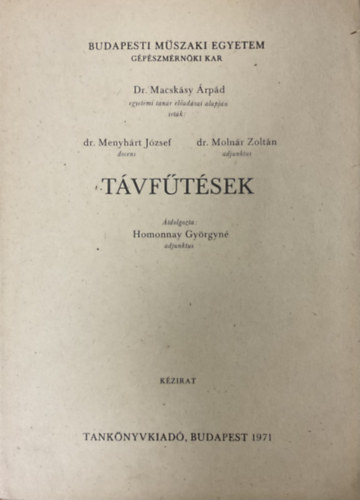 BUDAPESTI MŰSZAKI EGYETEM
GÉPÉSZMÉRNÖKI KAR
Dr. Macskásy Árpád
egyetemi tanár előadásai alapján
írták:
dr. Menyhárt József dr. Molnár Zoltán
docens adjunktus
TÁVFŰTÉSEK
Átdolgozta:
Homonnay Györgyné
adjunktus
KÉZIRAT
TANKÖNYVKIADÓ, BUDAPEST 1971